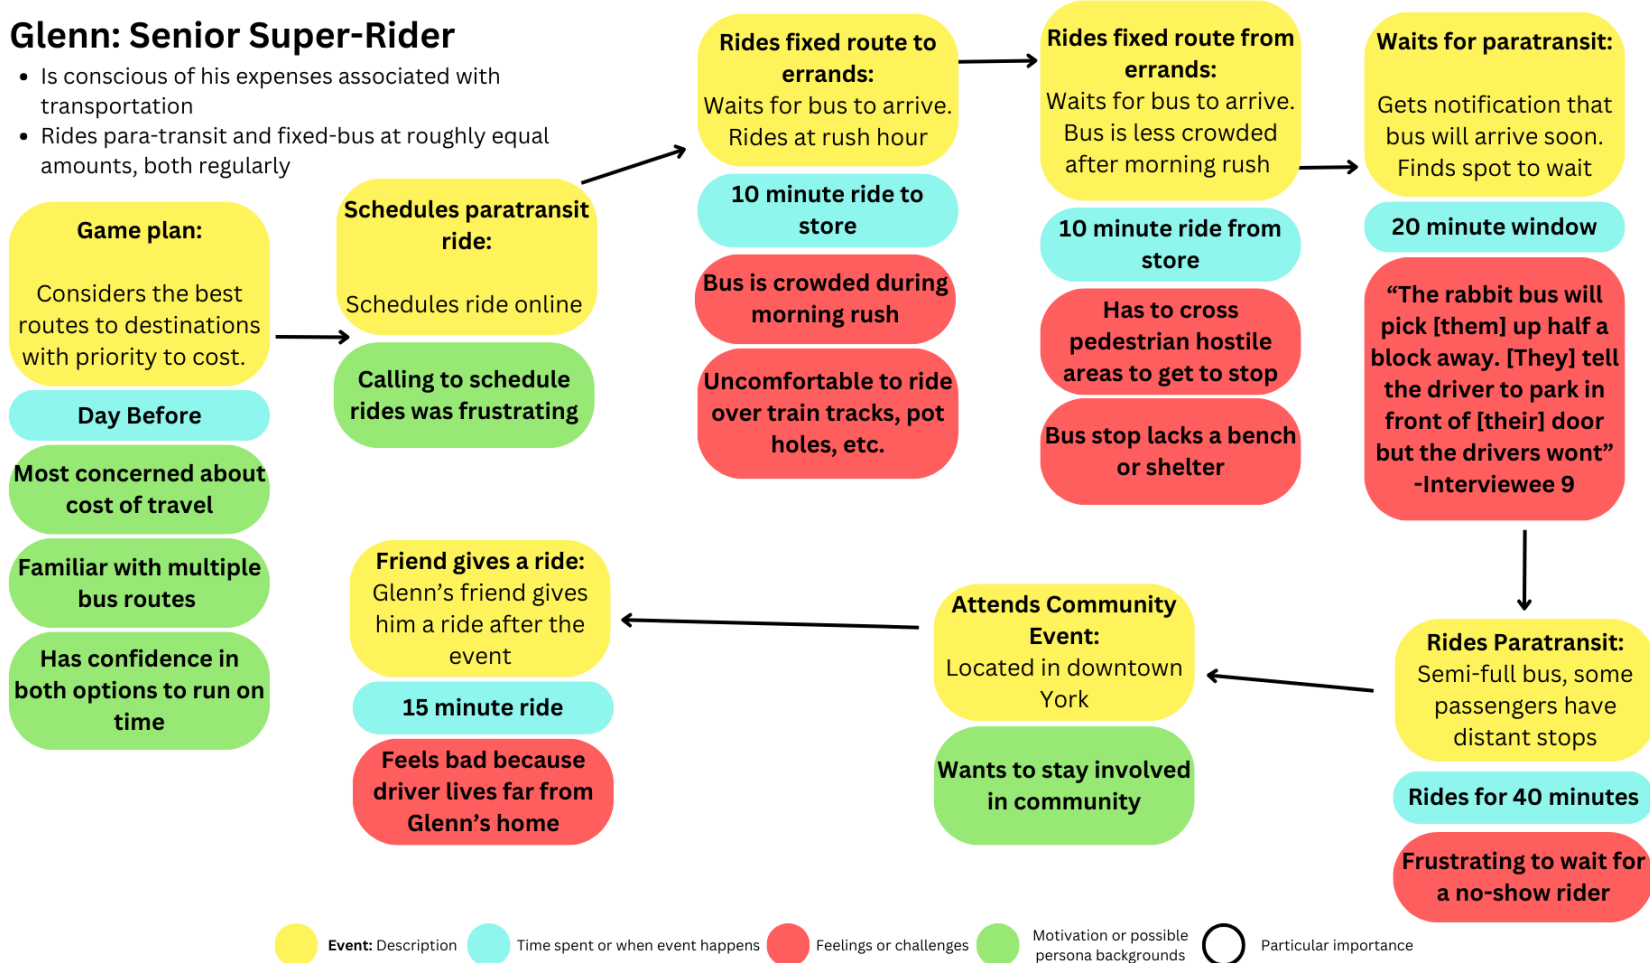 Glenn: Senior Super-Rider
• Is conscious of his expenses associated with
transportation
• Rides para-transit and fixed-bus at roughly equal
amounts, both regularly
Game plan:
Considers the best
routes to destinations
with priority to cost.
Day Before
Most concerned about
cost of travel
Familiar with multiple
bus routes
Has confidence in
both options to run on
time
Schedules paratransit
ride:
Schedules ride online
Calling to schedule
rides was frustrating
Rides fixed route to
errands:
Waits for bus to arrive.
Rides at rush hour
10 minute ride to
store
Bus is crowded during
morning rush
Uncomfortable to ride
over train tracks, pot
holes, etc.
Rides fixed route from
errands:
Waits for bus to arrive.
Bus is less crowded
after morning rush
10 minute ride from
store
Has to cross
pedestrian hostile
areas to get to stop
Bus stop lacks a bench
or shelter
Waits for paratransit:
Gets notification that
bus will arrive soon.
Finds spot to wait
20 minute window
“The rabbit bus will
pick [them] up half a
block away. [They] tell
the driver to park in
front of [their] door
but the drivers wont”
-Interviewee 9
Rides Paratransit:
Semi-full bus, some
passengers have
distant stops
Rides for 40 minutes
Frustrating to wait for
a no-show rider
Attends Community
Event:
Located in downtown
York
Wants to stay involved
in community
Friend gives a ride:
Glenn’s friend gives
him a ride after the
event
15 minute ride
Feels bad because
driver lives far from
Glenn’s home
Event: Description
Time spent or when event happens
Feelings or challenges
Motivation or possible
persona backgrounds
Particular importance